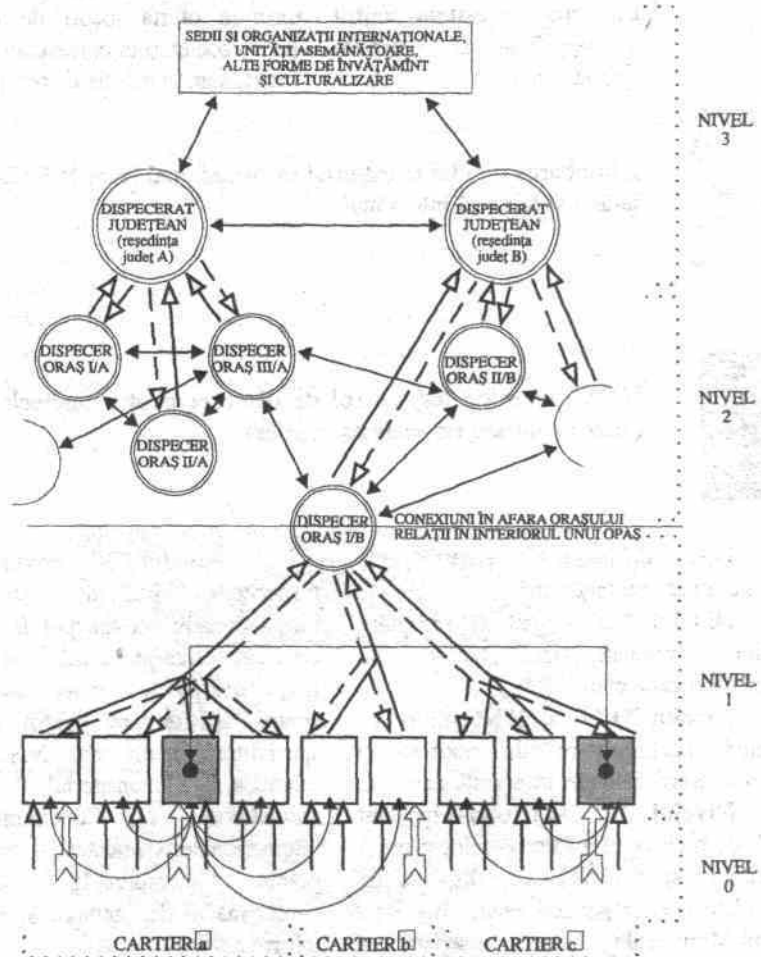 SEDII ȘI ORGANIZAȚII INTERNAȚIONALE,
UNITĂȚI ASEMĂNĂTOARE,
ALTE FORME DE ÎNVĂȚĂMÎNT
ȘI CULTURALIZARE
NIVEL
3
DISPECERAT
JUDEȚEAN
(reședința
județ A)
DISPECERAT
JUDEȚEAN
(reședința
județ B)
DISPECER
ORAȘ I/A
DISPECER
ORAȘ III/A
DISPECER
ORAȘ II/B
NIVEL
2
DISPECER
ORAȘ II/A
DISPECER
ORAȘ I/B
CONEXIUNI ÎN AFARA ORAȘULUI
RELAȚII ÎN INTERIORUL UNUI OPAȘ
NIVEL
1
NIVEL
0
CARTIER a
CARTIER b
CARTIER c